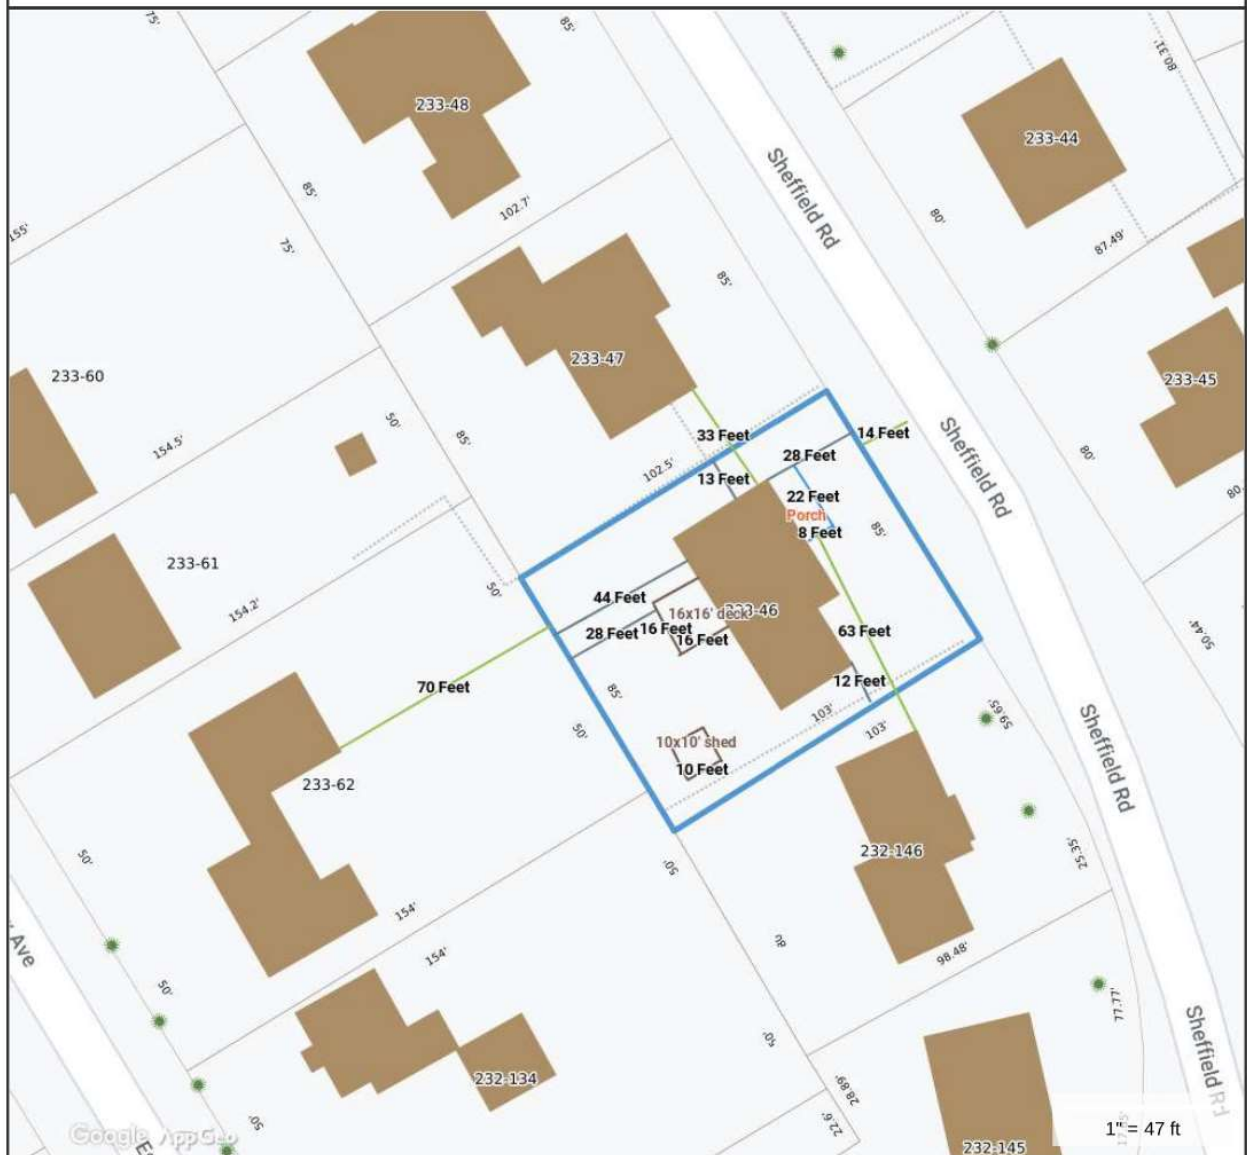 75'
85'
80.31'
233-48
233-44
Sheffield Rd
85'
102.7'
80'
155'
75'
87.49'
85'
233-47
233-60
233-45
50'
14 Feet
33 Feet
154.5'
85'
Sheffield Rd
80'
28 Feet
102.5'
13 Feet
80.
22 Feet
Porch
85'
8 Feet
233-61
50'
44 Feet
154.2'
16x16' deck
233-46
28 Feet
16 Feet
16 Feet
63 Feet
50.44'
12 Feet
70 Feet
85'
103'
59.65'
50'
103'
10x10' shed
Sheffield Rd
10 Feet
233-62
232-146
25.35'
50'
50'
154'
Ave
80'
154'
98.48'
50'
77.77'
50'
Sheffield Rd
232-134
28.89'
50'
22.6'
Google AppGeo
1" = 47 ft
232-145